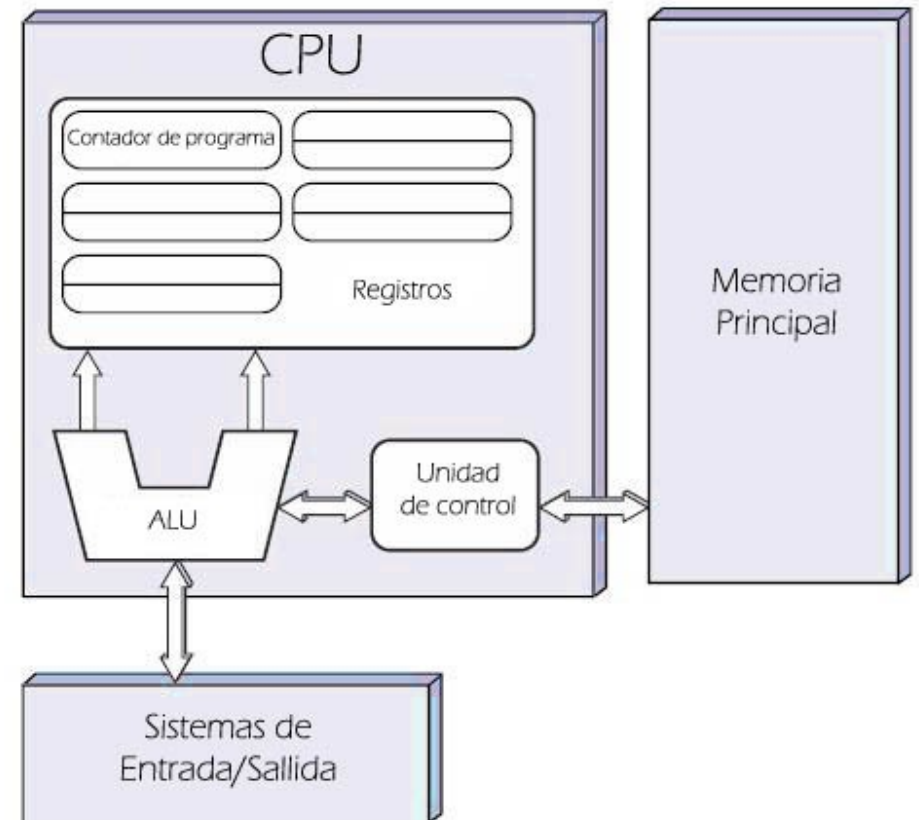 CPU
Contador de programa
Registros
Memoria
Principal
ALU
Unidad
de control
Sistemas de
Entrada/Sallida